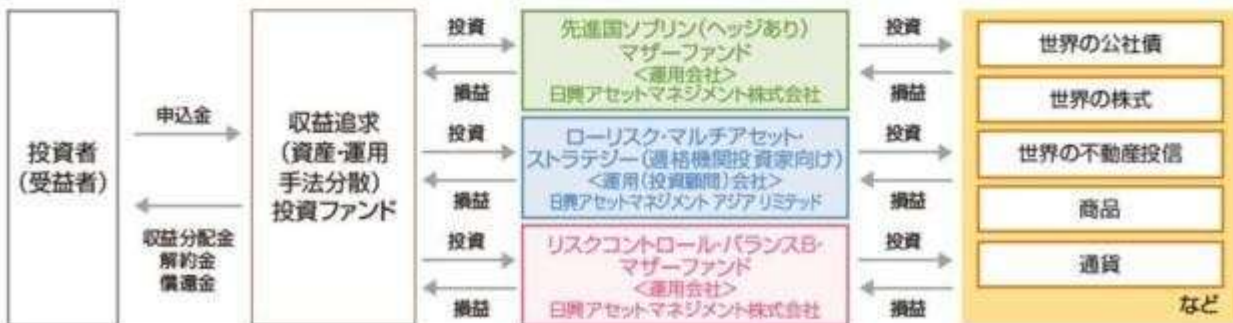 投資者
(受益者)
申込金
収益分配金
解約金
償還金
収益追求
(資産・運用
手法分散)
投資ファンド
投資
損益
投資
損益
投資
損益
先進国ソブリン(ヘッジあり)
マザーファンド
<運用会社>
日興アセットマネジメント株式会社
ローリスク・マルチアセット・
ストラテジー(適格機関投資家向け)
<運用(投資顧問)会社>
日興アセットマネジメント アジア リミテッド
リスクコントロール・バランスB・
マザーファンド
<運用会社>
日興アセットマネジメント株式会社
投資
損益
投資
損益
投資
損益
世界の公社債
世界の株式
世界の不動産投信
商品
通貨
など